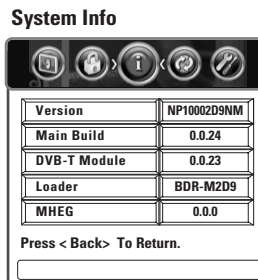 System Info
Version NP10002D9NM
Main Build 0.0.24
DVB-T Module 0.0.23
Loader BDR-M2D9
MHEG 0.0.0
Press < Back> To Return.